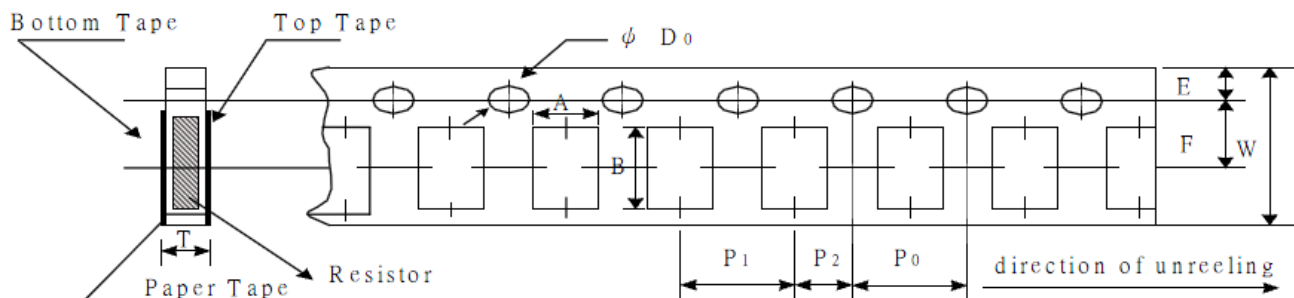 Bottom Tape
Top Tape
ϕ D0
A
B
E
F
W
T
Resistor
Paper Tape
P1
P2
P0
direction of unreeling